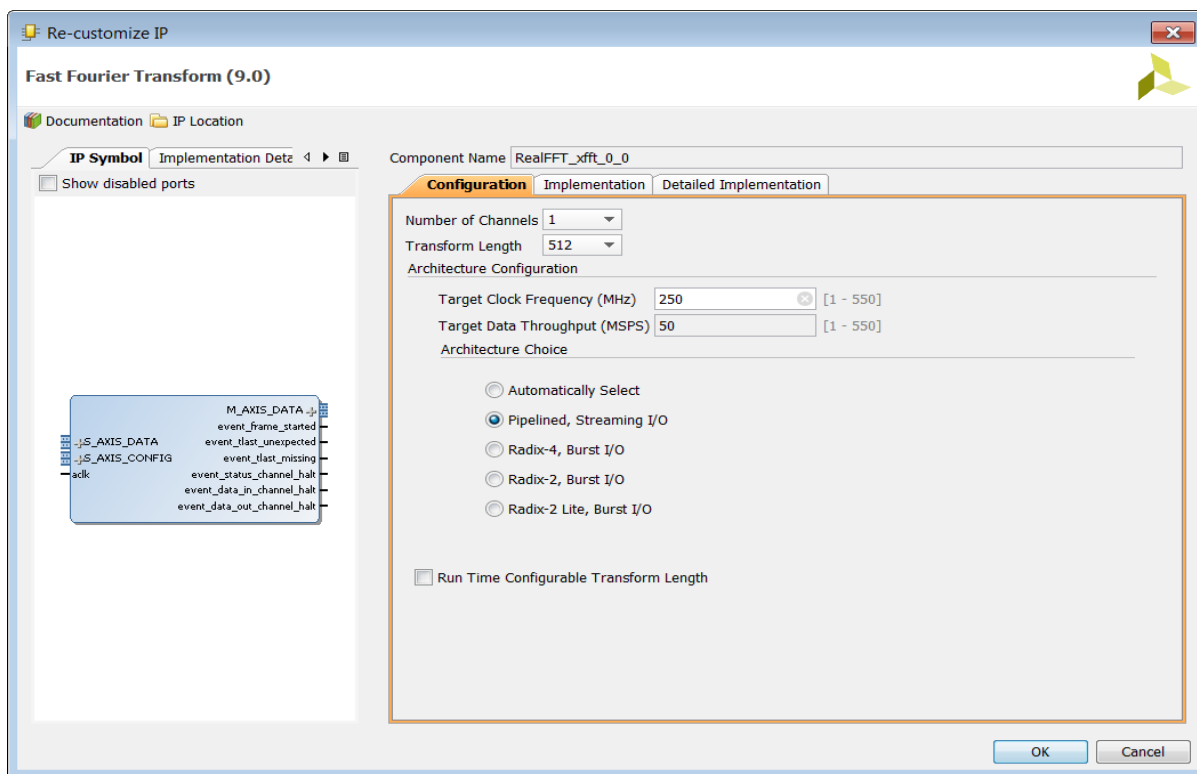 Re-customize IP
Fast Fourier Transform (9.0)
Documentation IP Location
IP Symbol Implementation Deta
Show disabled ports
M_AXIS_DATA
event_frame_started
S_AXIS_DATA event_tlast_unexpected
S_AXIS_CONFIG event_tlast_missing
aclk event_status_channel_halt
event_data_in_channel_halt
event_data_out_channel_halt
Component Name RealFFT_xfft_0_0
Configuration Implementation Detailed Implementation
Number of Channels 1
Transform Length 512
Architecture Configuration
Target Clock Frequency (MHz) 250 [1 - 550]
Target Data Throughput (MSPS) 50 [1 - 550]
Architecture Choice
Automatically Select
Pipelined, Streaming I/O
Radix-4, Burst I/O
Radix-2, Burst I/O
Radix-2 Lite, Burst I/O
Run Time Configurable Transform Length
OK Cancel